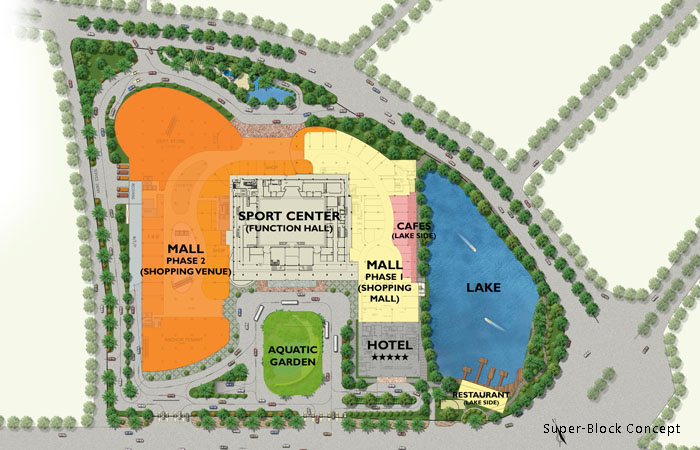 SPORT CENTER
(FUNCTION HALL)
CAFES
(LAKE SIDE)
MALL
PHASE 2
(SHOPPING VENUE)
MALL
PHASE 1
(SHOPPING
MALL)
LAKE
AQUATIC
GARDEN
HOTEL
★★★★★
RESTAURANT
(LAKE SIDE)
Super-Block Concept